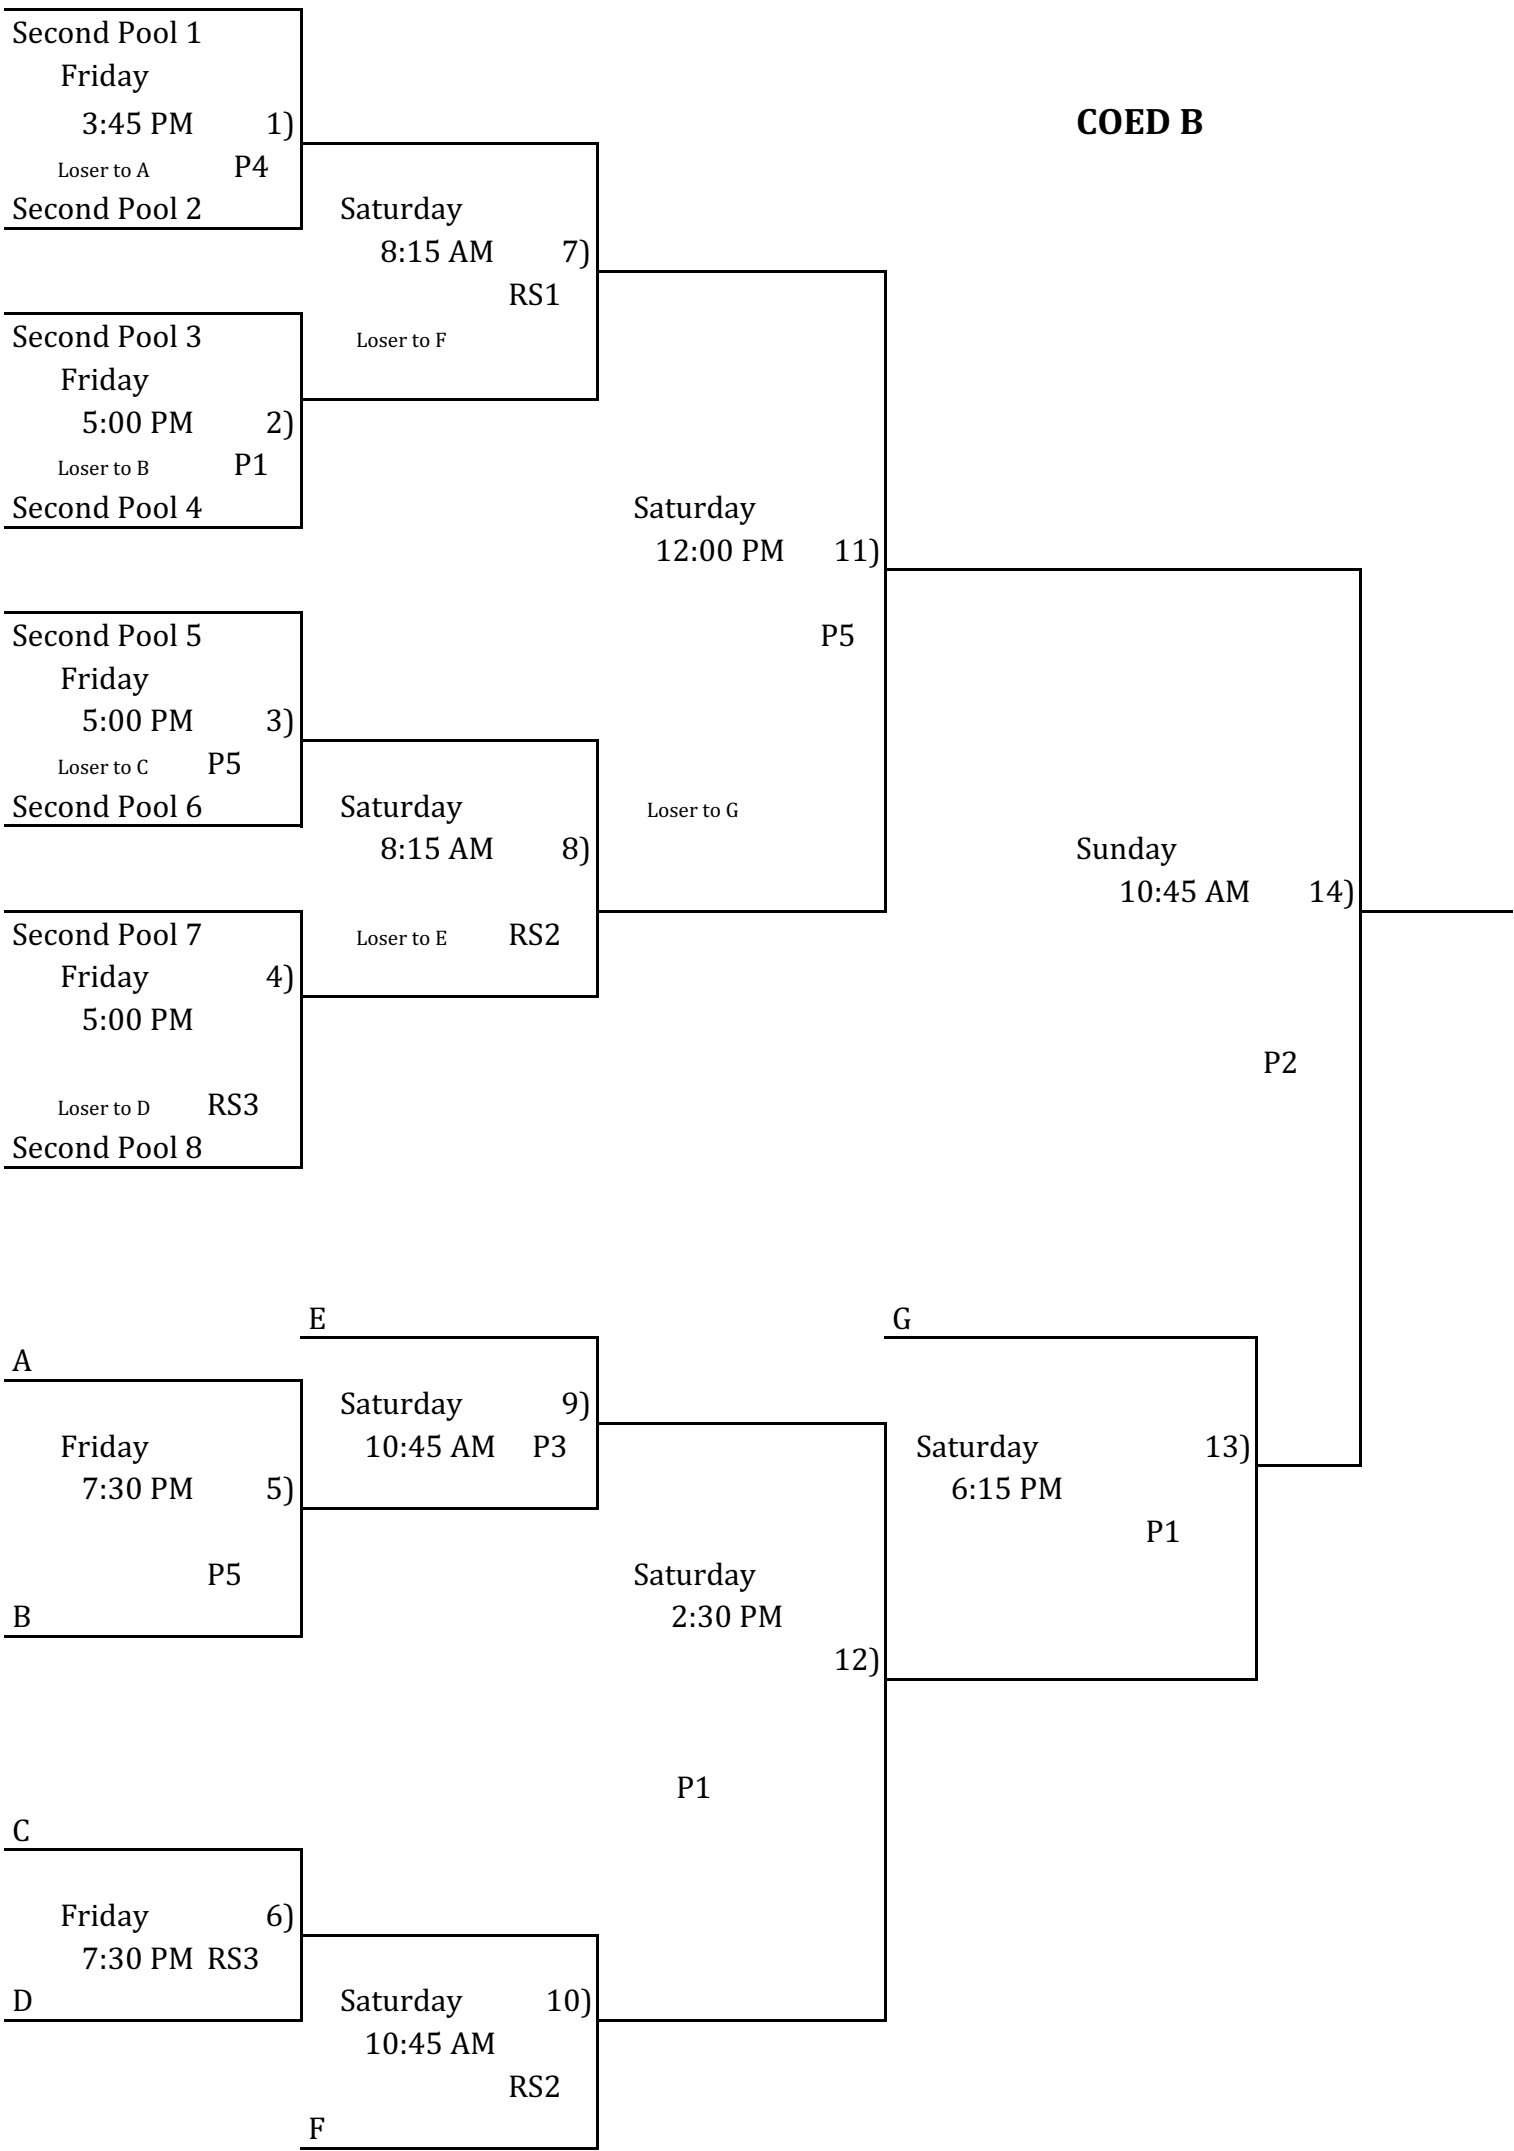 COED B
Second Pool 1
Friday
3:45 PM 1)
Loser to A P4
Second Pool 2
Saturday
8:15 AM 7)
RS1
Loser to F
Second Pool 3
Friday
5:00 PM 2)
Loser to B P1
Second Pool 4
Saturday
12:00 PM 11)
P5
Loser to G
Second Pool 5
Friday
5:00 PM 3)
Loser to C P5
Second Pool 6
Saturday
8:15 AM 8)
Loser to E RS2
Second Pool 7
Friday 4)
5:00 PM
Loser to D RS3
Second Pool 8
Sunday
10:45 AM 14)
P2
E
A
Saturday 9)
10:45 AM P3
Friday
7:30 PM 5)
P5
B
G
Saturday 13)
6:15 PM
P1
Saturday
2:30 PM
12)
P1
C
Friday 6)
7:30 PM RS3
D
Saturday 10)
10:45 AM
RS2
F